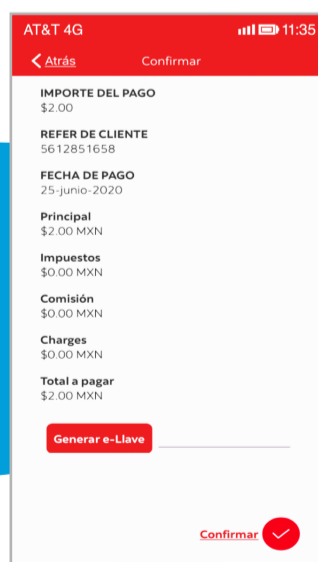 AT&T 4G 11:35
Atrás Confirmar
IMPORTE DEL PAGO
$2.00
REFER DE CLIENTE
5612851658
FECHA DE PAGO
25-junio-2020
Principal
$2.00 MXN
Impuestos
$0.00 MXN
Comisión
$0.00 MXN
Charges
$0.00 MXN
Total a pagar
$2.00 MXN
Generar e-Llave
Confirmar